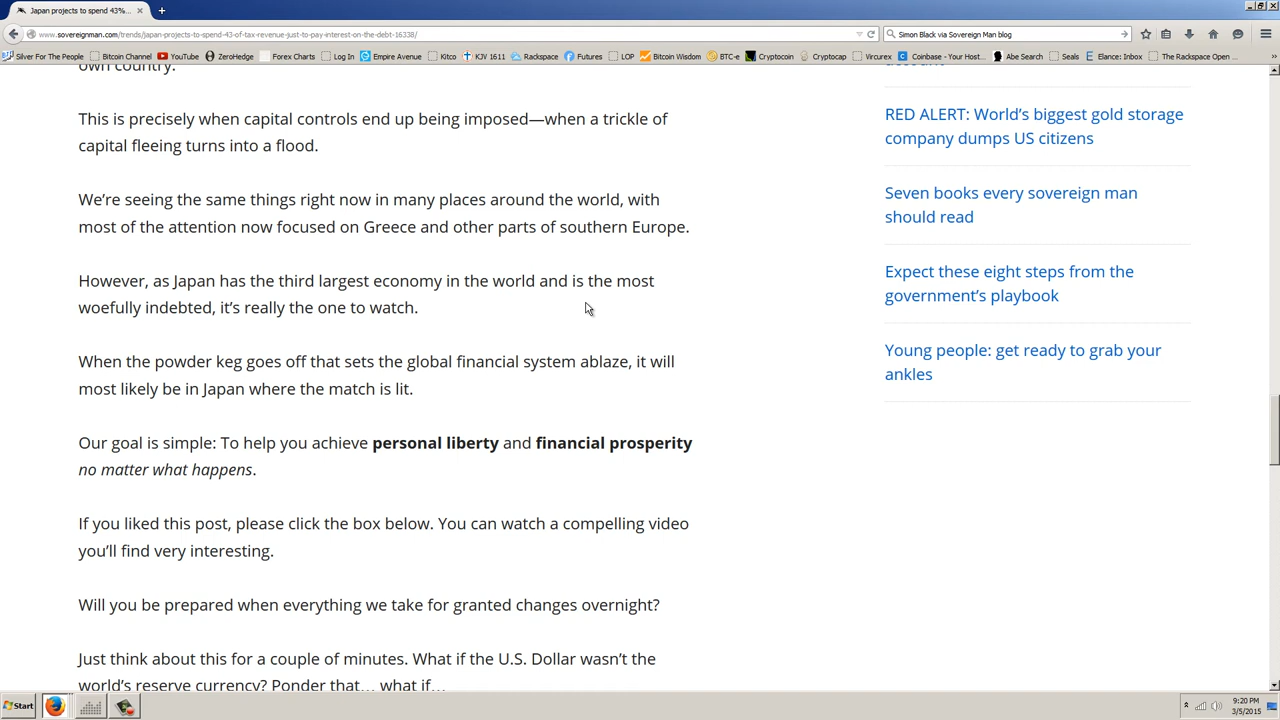 Japan projects to spend 43%...
www.sovereignman.com/trends/japan-projects-to-spend-43-of-tax-revenue-just-to-pay-interest-on-the-debt-16338/
Simon Black via Sovereign Man blog
Silver For The People
Bitcoin Channel
YouTube
ZeroHedge
Forex Charts
Log In
Empire Avenue
Kitco
KJV 1611
Rackspace
Futures
LOP
Bitcoin Wisdom
BTC-e
Cryptocoin
Cryptocap
Vircurex
Coinbase - Your Host...
Abe Search
Seals
Elance: Inbox
The Rackspace Open ...
own country.
This is precisely when capital controls end up being imposed—when a trickle of
capital fleeing turns into a flood.
We’re seeing the same things right now in many places around the world, with
most of the attention now focused on Greece and other parts of southern Europe.
However, as Japan has the third largest economy in the world and is the most
woefully indebted, it’s really the one to watch.
When the powder keg goes off that sets the global financial system ablaze, it will
most likely be in Japan where the match is lit.
Our goal is simple: To help you achieve personal liberty and financial prosperity
no matter what happens.
If you liked this post, please click the box below. You can watch a compelling video
you’ll find very interesting.
Will you be prepared when everything we take for granted changes overnight?
Just think about this for a couple of minutes. What if the U.S. Dollar wasn’t the
world’s reserve currency? Ponder that… what if…
RED ALERT: World’s biggest gold storage
company dumps US citizens
Seven books every sovereign man
should read
Expect these eight steps from the
government’s playbook
Young people: get ready to grab your
ankles
Start
9:20 PM
3/5/2015